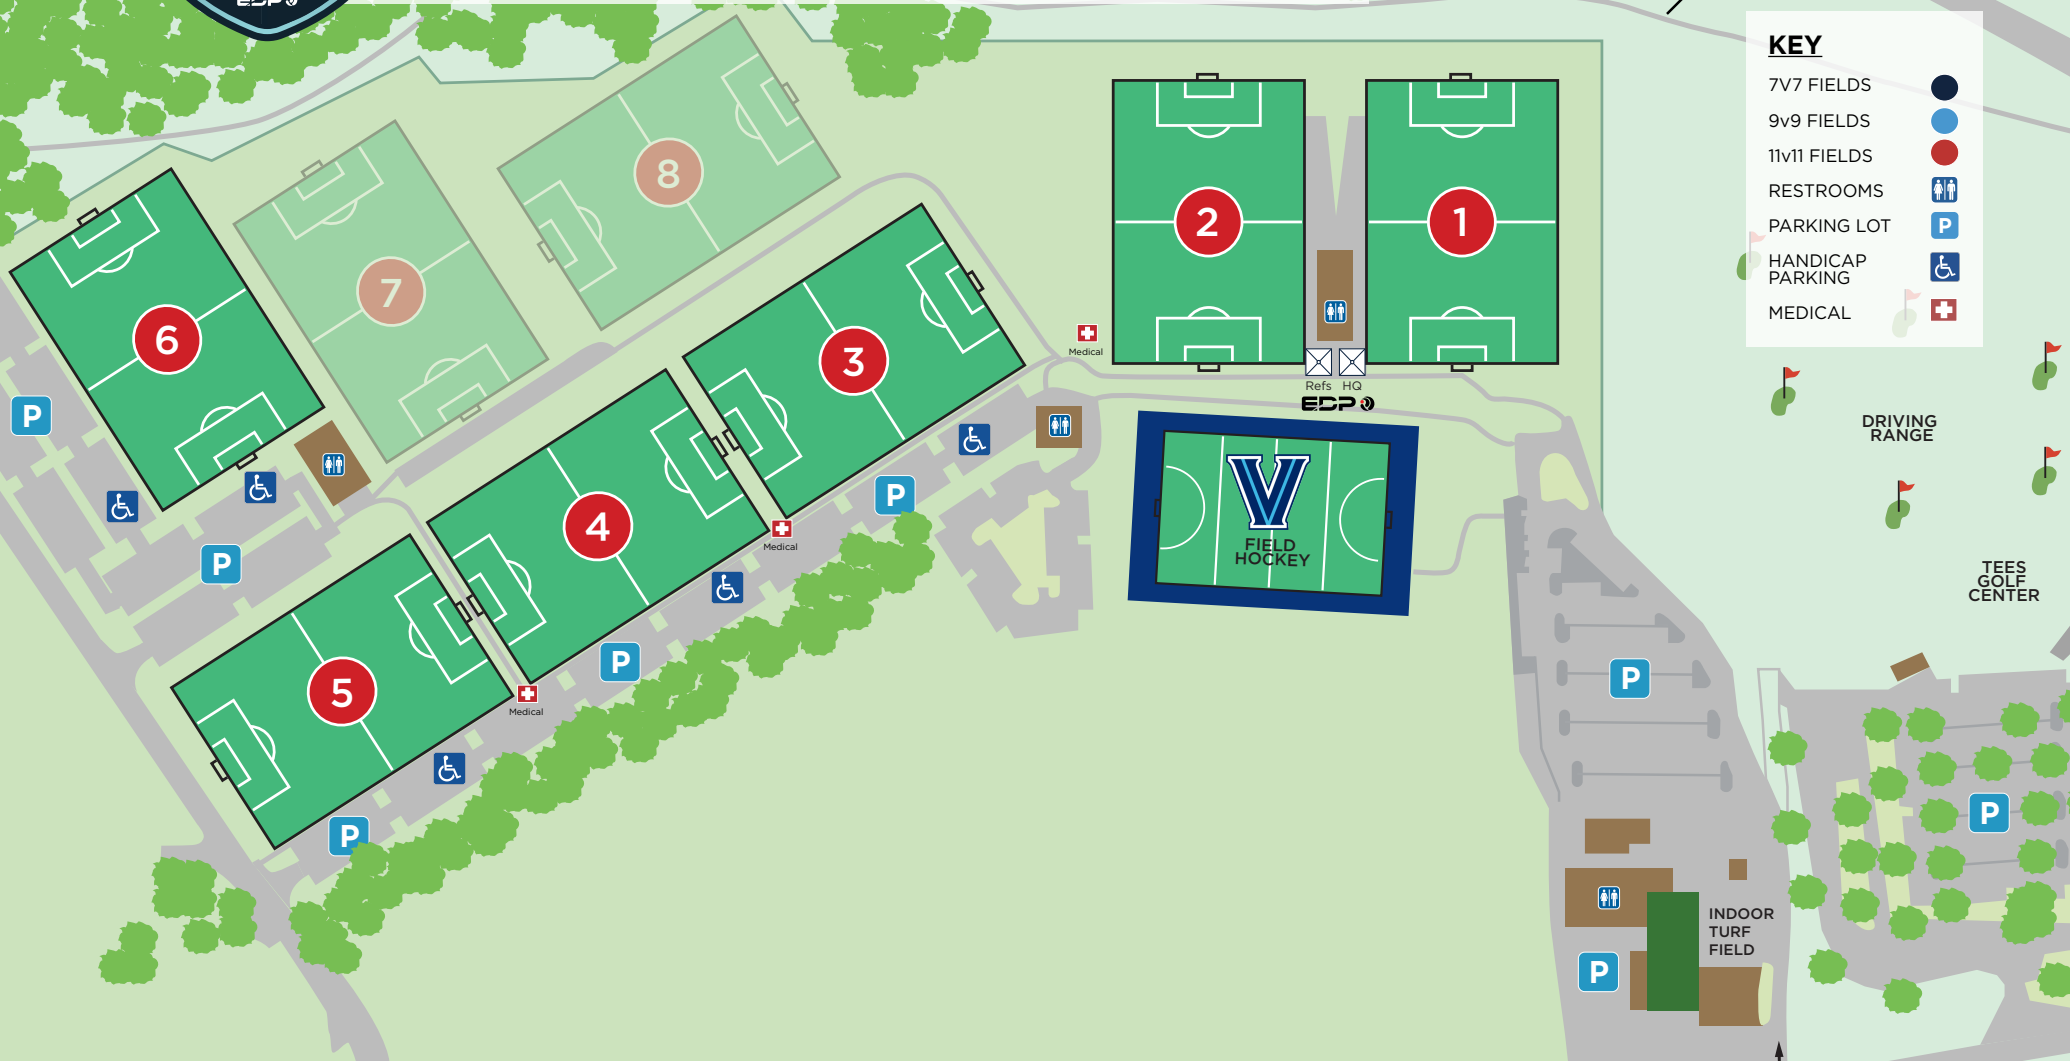 EDP
KEY
7V7 FIELDS
9v9 FIELDS
11v11 FIELDS
RESTROOMS
PARKING LOT
P
HANDICAP
PARKING
MEDICAL
8
7
6
3
2
1
4
5
Medical
Refs HQ
EDP
P
P
P
P
P
Medical
Medical
V
FIELD
HOCKEY
DRIVING
RANGE
TEES
GOLF
CENTER
P
P
P
INDOOR
TURF
FIELD